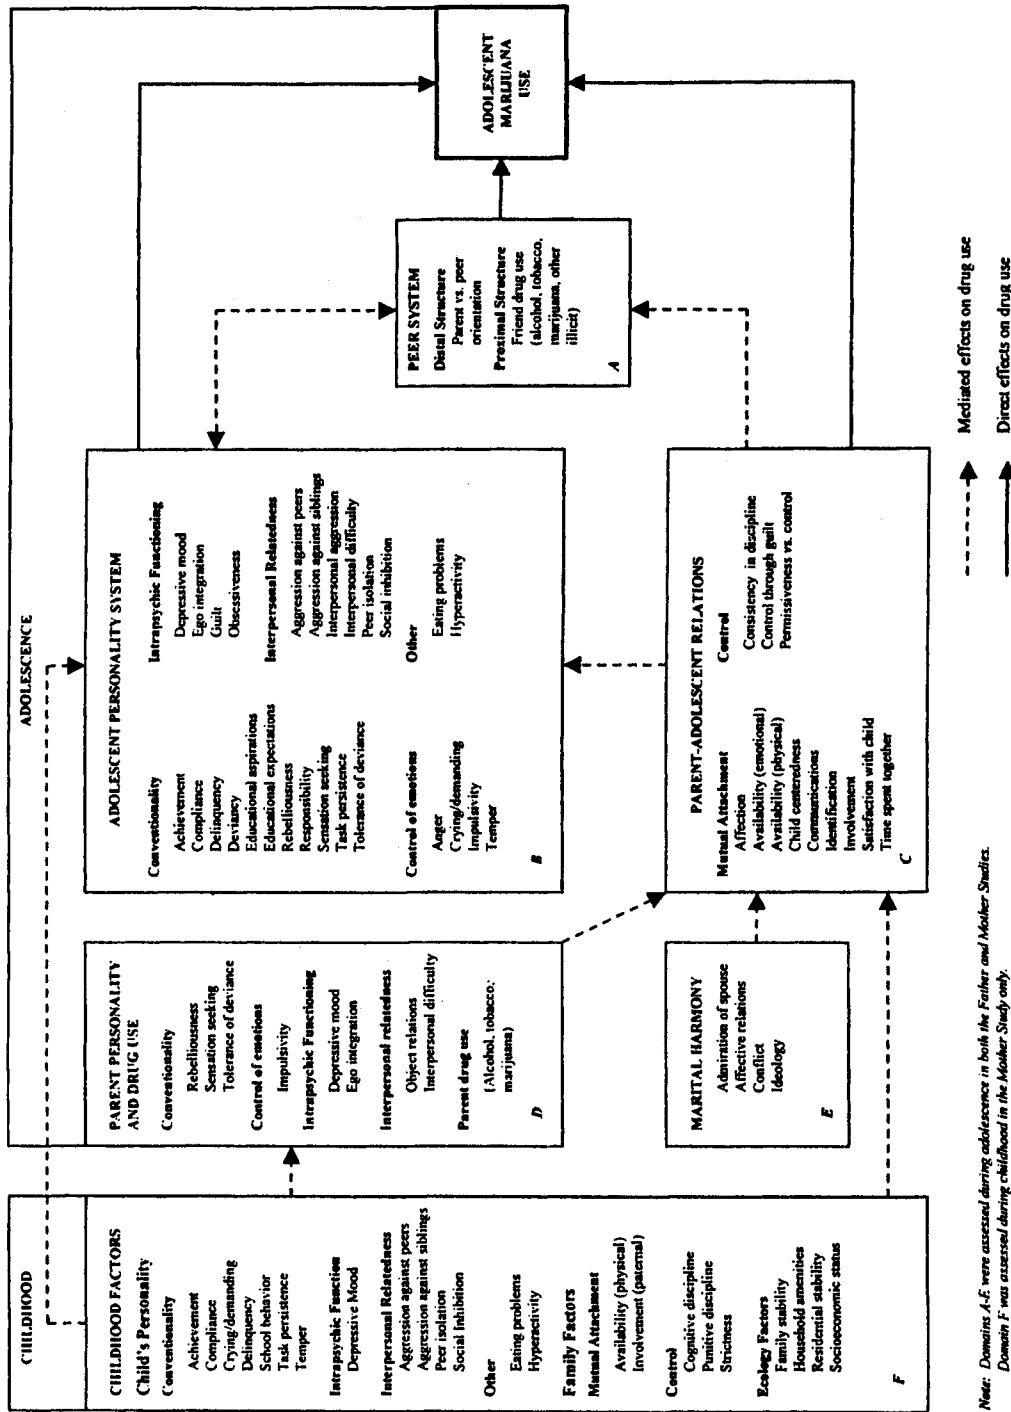 CHILDHOOD
CHILDHOOD FACTORS
Child's Personality
Conventionality
Achievement
Compliance
Crying/demanding
Delinquency
School behavior
Task persistence
Temper
Intrapsychic Function
Depressive Mood
Interpersonal Relatedness
Aggression against peers
Aggression against siblings
Peer isolation
Social Inhibition
Other
Eating problems
Hyperactivity
Family Factors
Mutual Attachment
Availability (physical)
Involvement (paternal)
Control
Cognitive discipline
Punitive discipline
Strictness
Ecology Factors
Family stability
Household amenities
Residential stability
Socioeconomic status
F
ADOLESCENCE
PARENT PERSONALITY
AND DRUG USE
Conventionality
Rebelliousness
Sensation seeking
Tolerance of deviance
Control of emotions
Impulsivity
Intrapsychic Functioning
Depressive mood
Ego integration
Interpersonal relatedness
Object relations
Interpersonal difficulty
Parent drug use
(Alcohol, tobacco,
marijuana)
D
MARITAL HARMONY
Admiration of spouse
Affective relations
Conflict
Ideology
E
ADOLESCENT PERSONALITY SYSTEM
Conventionality
Achievement
Compliance
Delinquency
Deviancy
Educational aspirations
Educational expectations
Rebelliousness
Responsibility
Sensation seeking
Task persistence
Tolerance of deviance
Control of emotions
Anger
Crying/demanding
Impulsivity
Temper
Intrapsychic Functioning
Depressive mood
Ego integration
Guilt
Obsessiveness
Interpersonal Relatedness
Aggression against peers
Aggression against siblings
Interpersonal aggression
Interpersonal difficulty
Peer isolation
Social inhibition
Other
Eating problems
Hyperactivity
B
PARENT-ADOLESCENT RELATIONS
Mutual Attachment
Affection
Availability (emotional)
Availability (physical)
Child centeredness
Communications
Identification
Involvement
Satisfaction with child
Time spent together
Control
Consistency in discipline
Control through guilt
Permissiveness vs. control
C
PEER SYSTEM
Distal Structure
Parent vs. peer
orientation
Proximal Structure
Friend drug use
(alcohol, tobacco,
marijuana, other
illicit)
A
ADOLESCENT
MARIJUANA
USE
Mediated effects on drug use
Direct effects on drug use
Note: Domains A-E were assessed during adolescence in both the Father and Mother Studies.
Domain F was assessed during childhood in the Mother Study only.